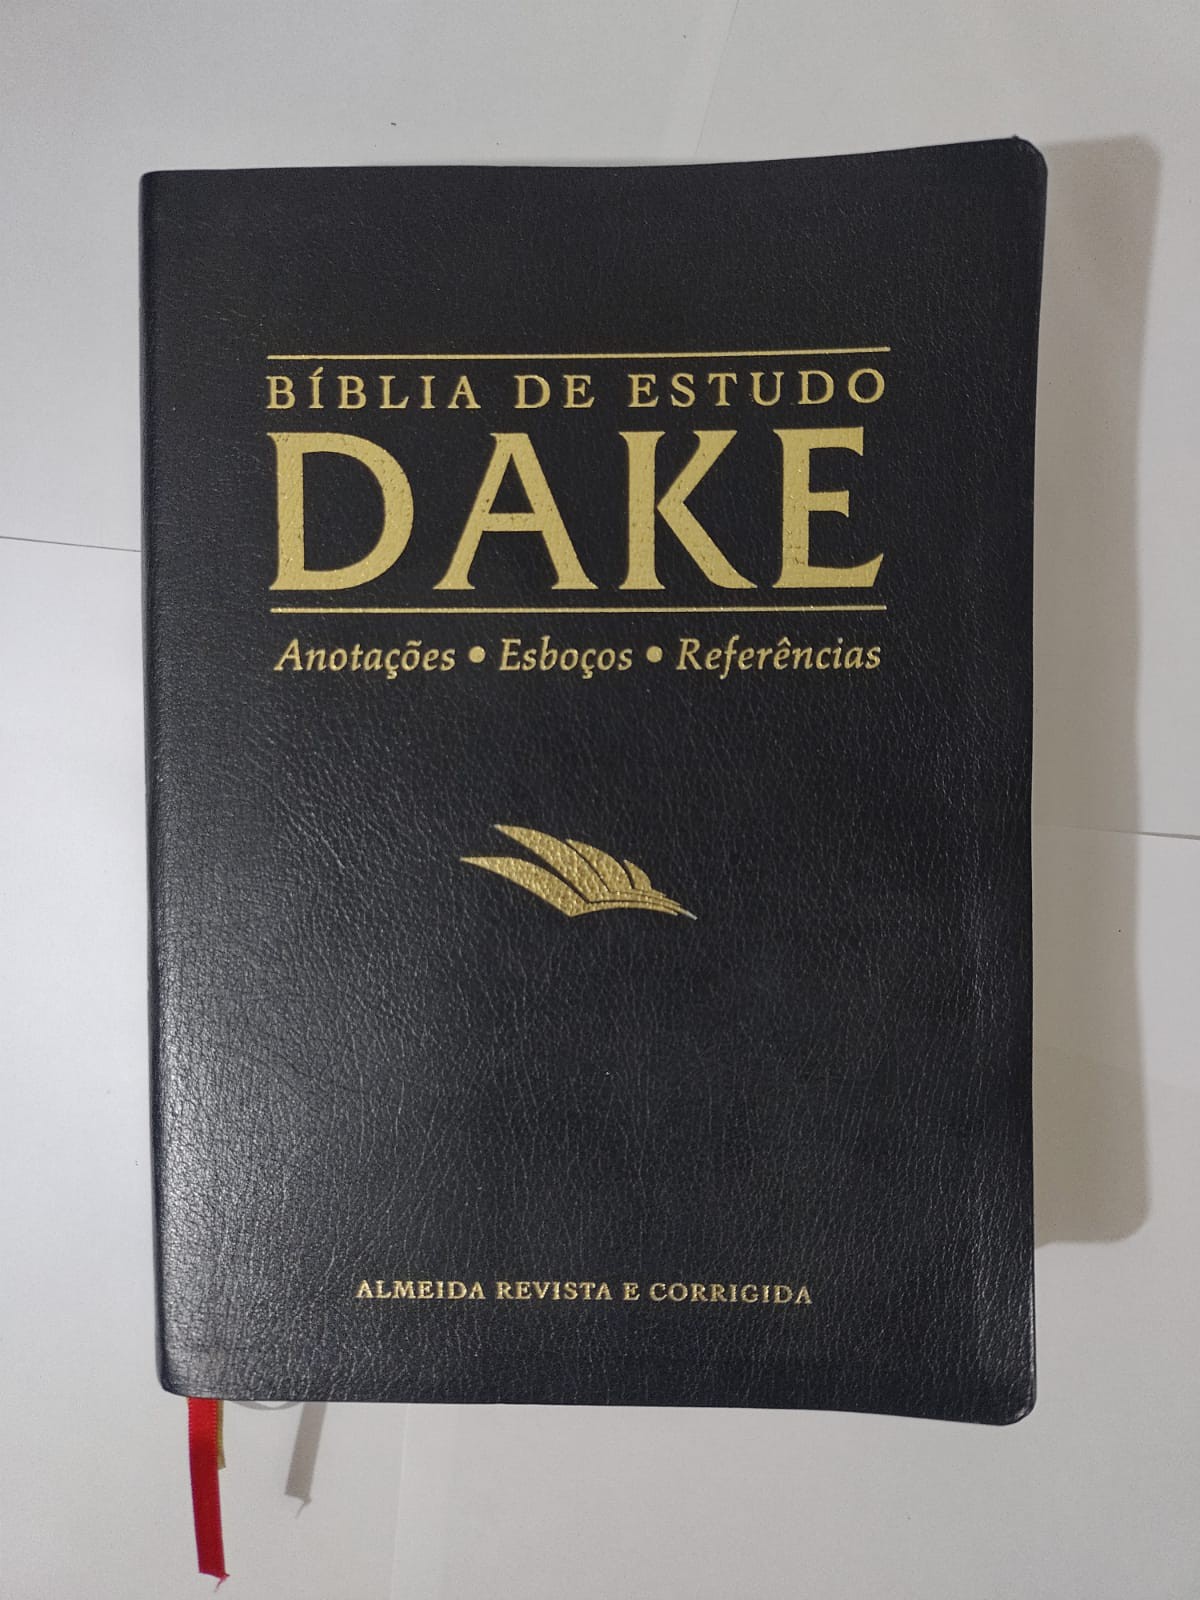 BÍBLIA DE ESTUDO
DAKE
Anotações • Esboços • Referências
ALMEIDA REVISTA E CORRIGIDA